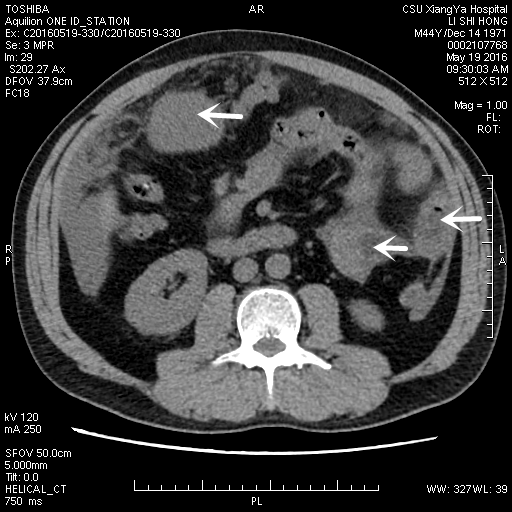 TOSHIBA
Aquilion ONE ID_STATION
Ex: C20160519-330/C20160519-330
Se: 3 MPR
Im: 29
S202.27 Ax
DFOV 37.9cm
FC18
AR
CSU XiangYa Hospital
LI SHI HONG
M44Y/Dec 14 1971
0002107768
May 19 2016
09:30:03 AM
512 X 512
Mag = 1.00
FL:
ROT:
R
P
L
A
kV 120
mA 250
SFOV 50.0cm
5.000mm
Tilt: 0.0
HELICAL_CT
750 ms
PL
WW: 327WL: 39